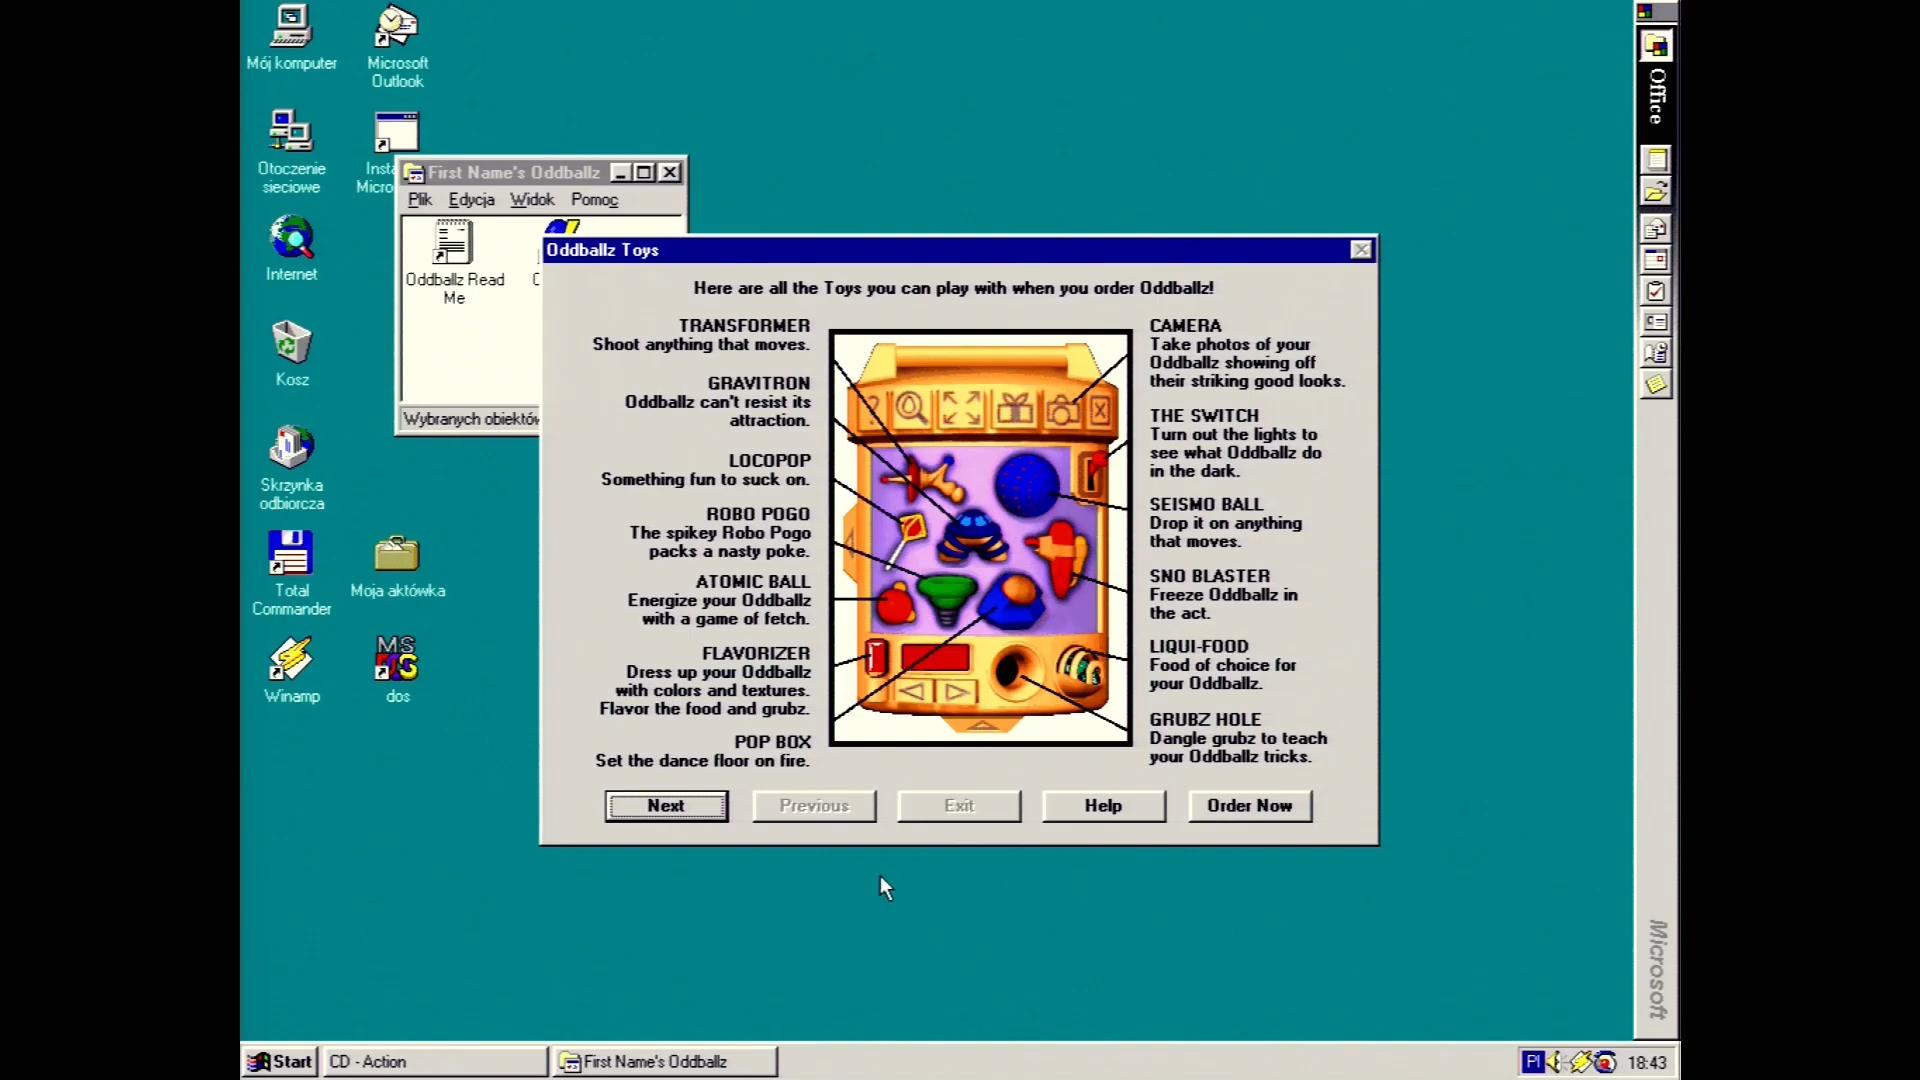 Mój komputer
Microsoft
Outlook
Otoczenie
sieciowe
Insta
Micro
Internet
Kosz
Skrzynka
odbiorcza
Total
Commander
Moja aktówka
Winamp
MS
dos
First Name's Oddballz
Plik Edycja Widok Pomoc
Oddballz Read
Me
Wybranych obiektów
Oddballz Toys
Here are all the Toys you can play with when you order Oddballz!
TRANSFORMER
Shoot anything that moves.
GRAVITRON
Oddballz can't resist its
attraction.
LOCOPOP
Something fun to suck on.
ROBO POGO
The spikey Robo Pogo
packs a nasty poke.
ATOMIC BALL
Energize your Oddballz
with a game of fetch.
FLAVORIZER
Dress up your Oddballz
with colors and textures.
Flavor the food and grubz.
POP BOX
Set the dance floor on fire.
CAMERA
Take photos of your
Oddballz showing off
their striking good looks.
THE SWITCH
Turn out the lights to
see what Oddballz do
in the dark.
SEISMO BALL
Drop it on anything
that moves.
SNO BLASTER
Freeze Oddballz in
the act.
LIQUI-FOOD
Food of choice for
your Oddballz.
GRUBZ HOLE
Dangle grubz to teach
your Oddballz tricks.
Next Previous Exit Help Order Now
Office
Microsoft
Start CD - Action First Name's Oddballz Pl 18:43